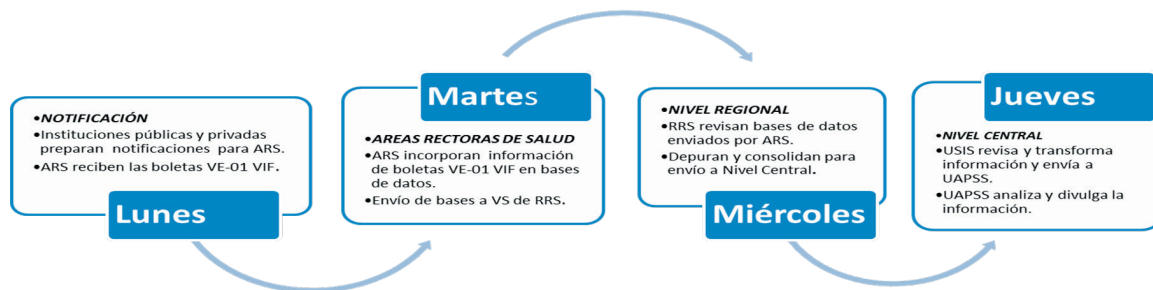 •NOTIFICACIÓN
•Instituciones públicas y privadas
preparan notificaciones para ARS.
•ARS reciben las boletas VE-01 VIF.
Lunes
Martes
•AREAS RECTORAS DE SALUD
•ARS incorporan información
de boletas VE-01 VIF en bases
de datos.
•Envío de bases a VS de RRS.
•NIVEL REGIONAL
•RRS revisan bases de datos
enviados por ARS.
•Depuran y consolidan para
envío a Nivel Central.
Miércoles
Jueves
•NIVEL CENTRAL
•USIS revisa y transforma
información y envía a
UAPSS.
•UAPSS analiza y divulga la
información.